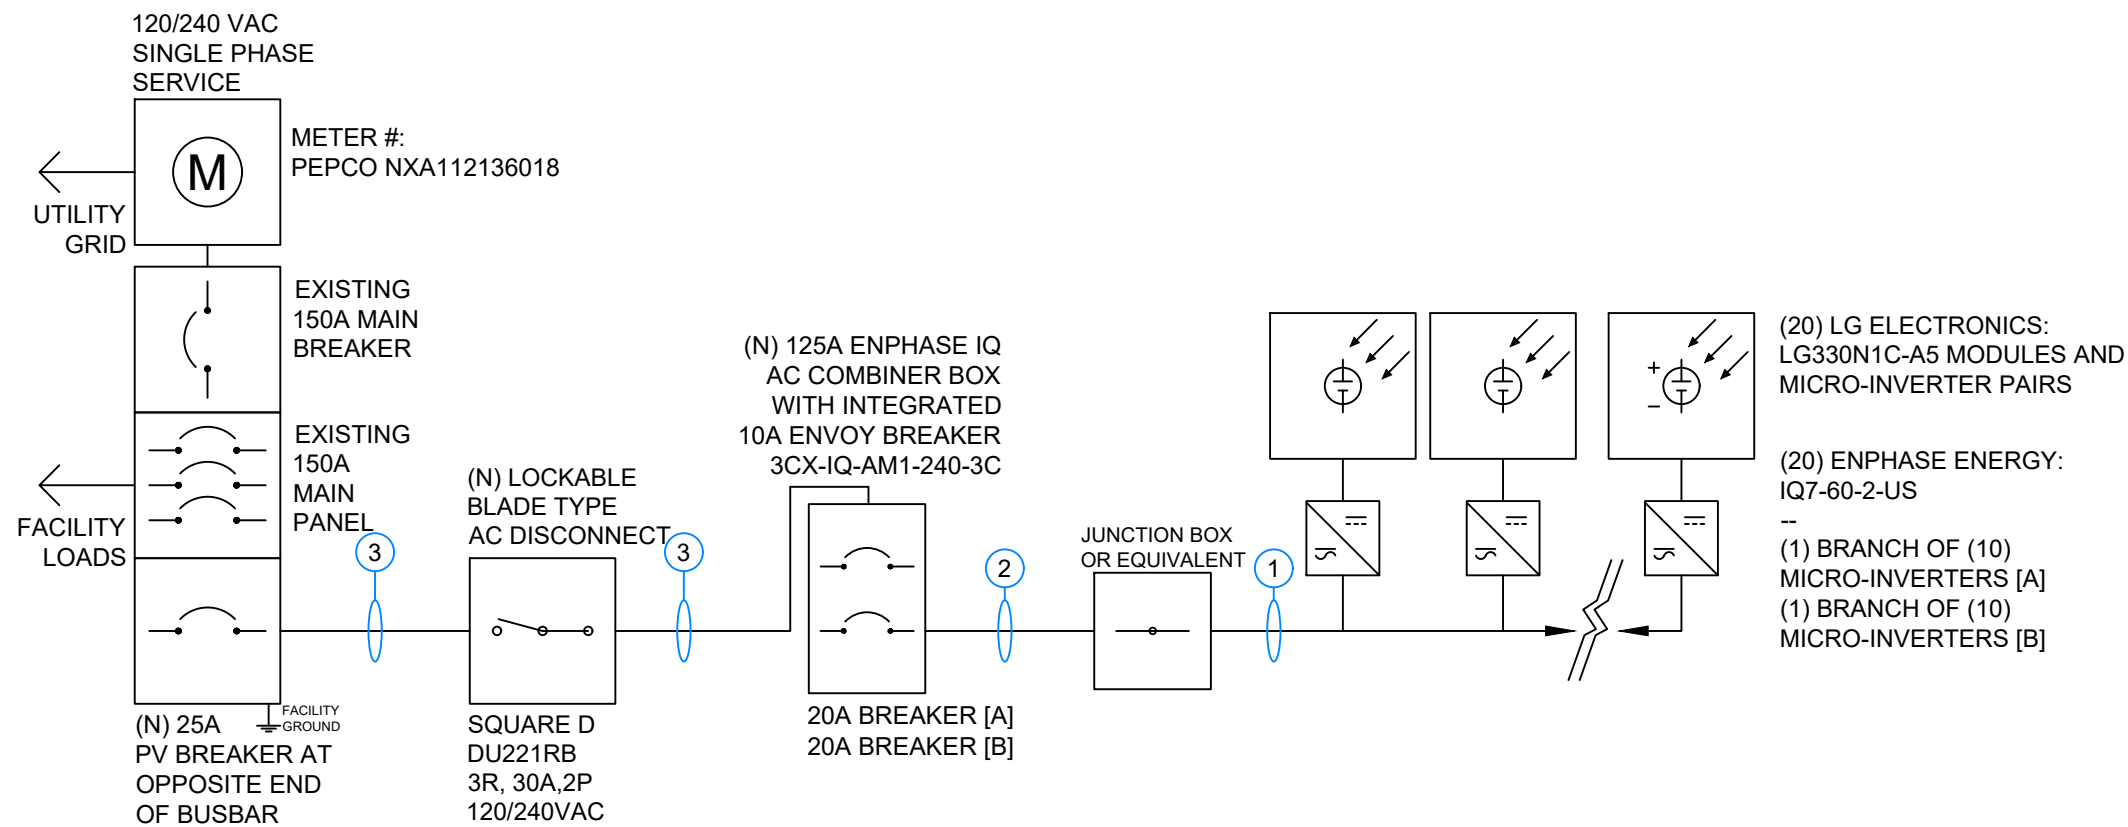 120/240 VAC
SINGLE PHASE
SERVICE
M
METER #:
PEPCO NXA112136018
UTILITY
GRID
EXISTING
150A MAIN
BREAKER
EXISTING
150A
MAIN
PANEL
FACILITY
LOADS
3
(N) 25A
PV BREAKER AT
OPPOSITE END
OF BUSBAR
FACILITY
GROUND
(N) LOCKABLE
BLADE TYPE
AC DISCONNECT
3
SQUARE D
DU221RB
3R, 30A,2P
120/240VAC
(N) 125A ENPHASE IQ
AC COMBINER BOX
WITH INTEGRATED
10A ENVOY BREAKER
3CX-IQ-AM1-240-3C
20A BREAKER [A]
20A BREAKER [B]
2
JUNCTION BOX
OR EQUIVALENT
1
+
–
(20) LG ELECTRONICS:
LG330N1C-A5 MODULES AND
MICRO-INVERTER PAIRS
(20) ENPHASE ENERGY:
IQ7-60-2-US
--
(1) BRANCH OF (10)
MICRO-INVERTERS [A]
(1) BRANCH OF (10)
MICRO-INVERTERS [B]